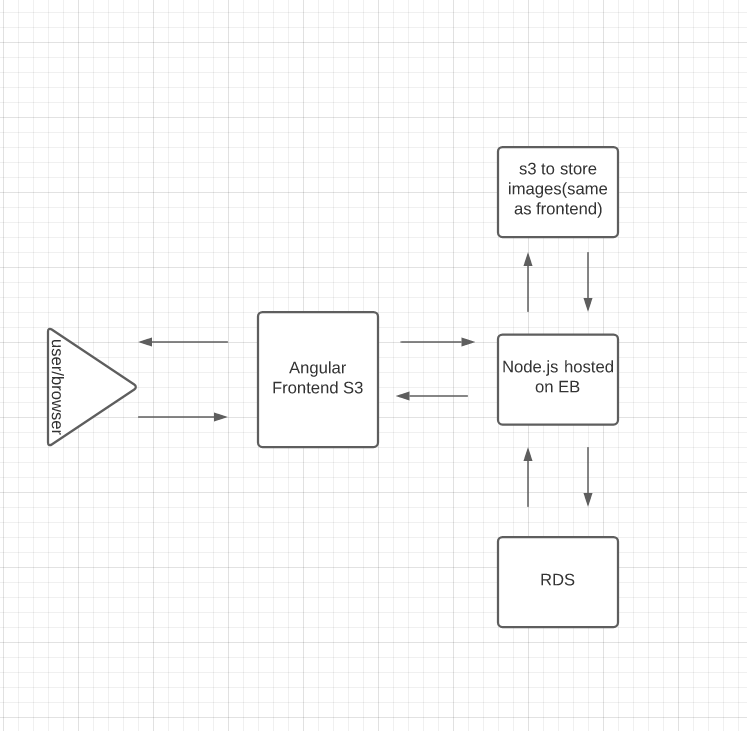 s3 to store
images(same
as frontend)
user/browser
Angular
Frontend S3
Node.js hosted
on EB
RDS